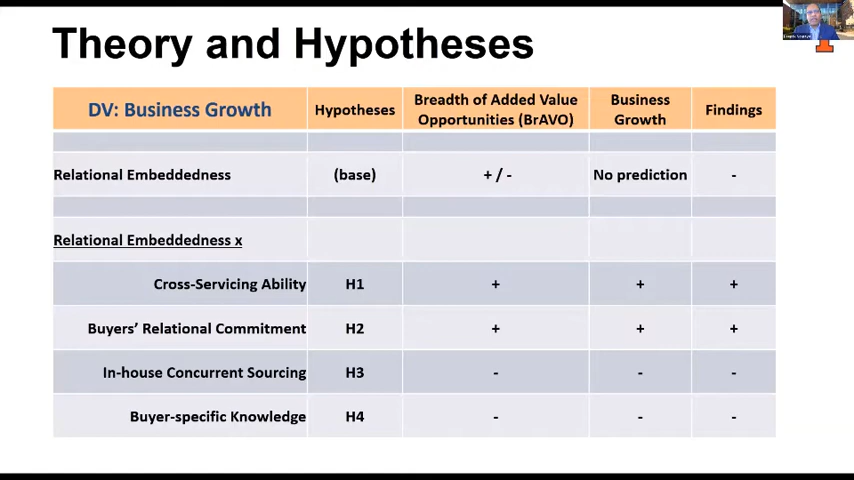 Theory and Hypotheses
DV: Business Growth Hypotheses Breadth of Added Value Opportunities (BrAVO) Business Growth Findings
Relational Embeddedness (base) + / - No prediction -
Relational Embeddedness x
Cross-Servicing Ability H1 + + +
Buyers' Relational Commitment H2 + + +
In-house Concurrent Sourcing H3 - - -
Buyer-specific Knowledge H4 - - -